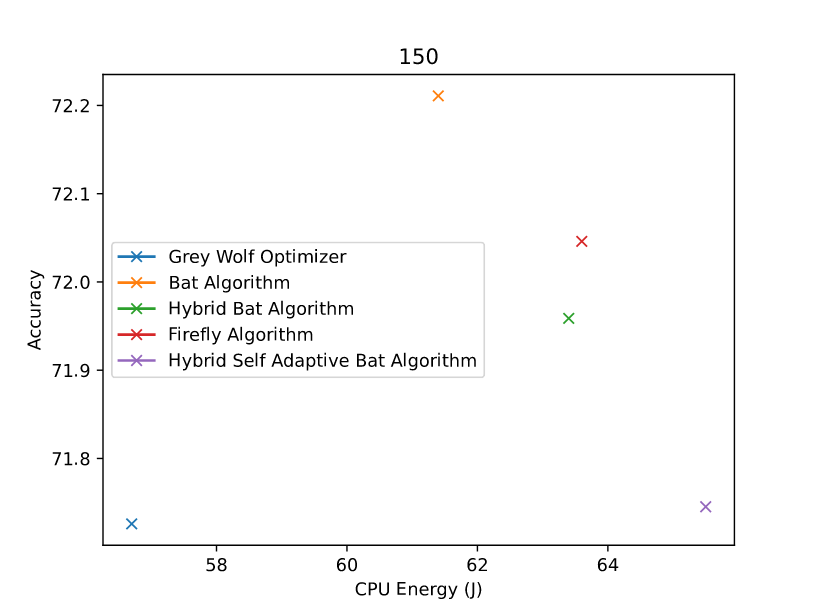 150
72.2
72.1
72.0
71.9
71.8
Accuracy
Grey Wolf Optimizer
Bat Algorithm
Hybrid Bat Algorithm
Firefly Algorithm
Hybrid Self Adaptive Bat Algorithm
58 60 62 64
CPU Energy (J)